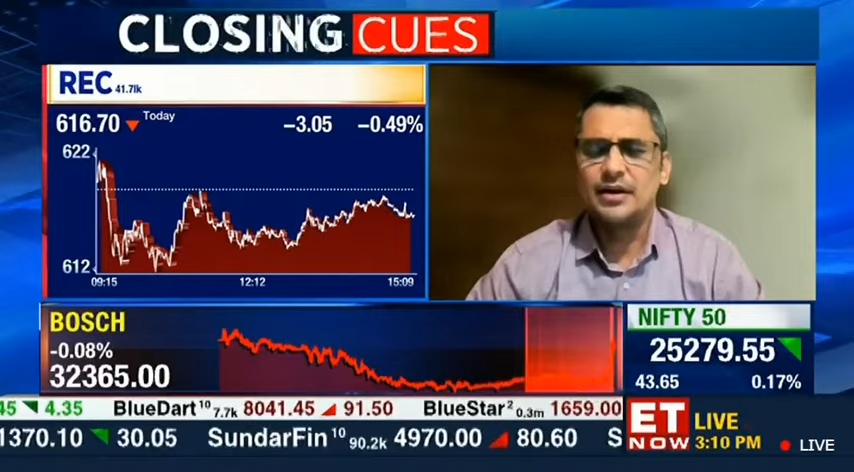 CLOSING CUES
REC 41.71k
616.70 Today -3.05 -0.49%
622
612
09:15 12:12 15:09
BOSCH
-0.08%
32365.00
NIFTY 50
25279.55
43.65 0.17%
45 4.35 BlueDart 10 7.7k 8041.45 91.50 BlueStar 2 0.3m 1659.00
1370.10 30.05 SundarFin 10 90.2k 4970.00 80.60 S
ET NOW
LIVE
3:10 PM
LIVE